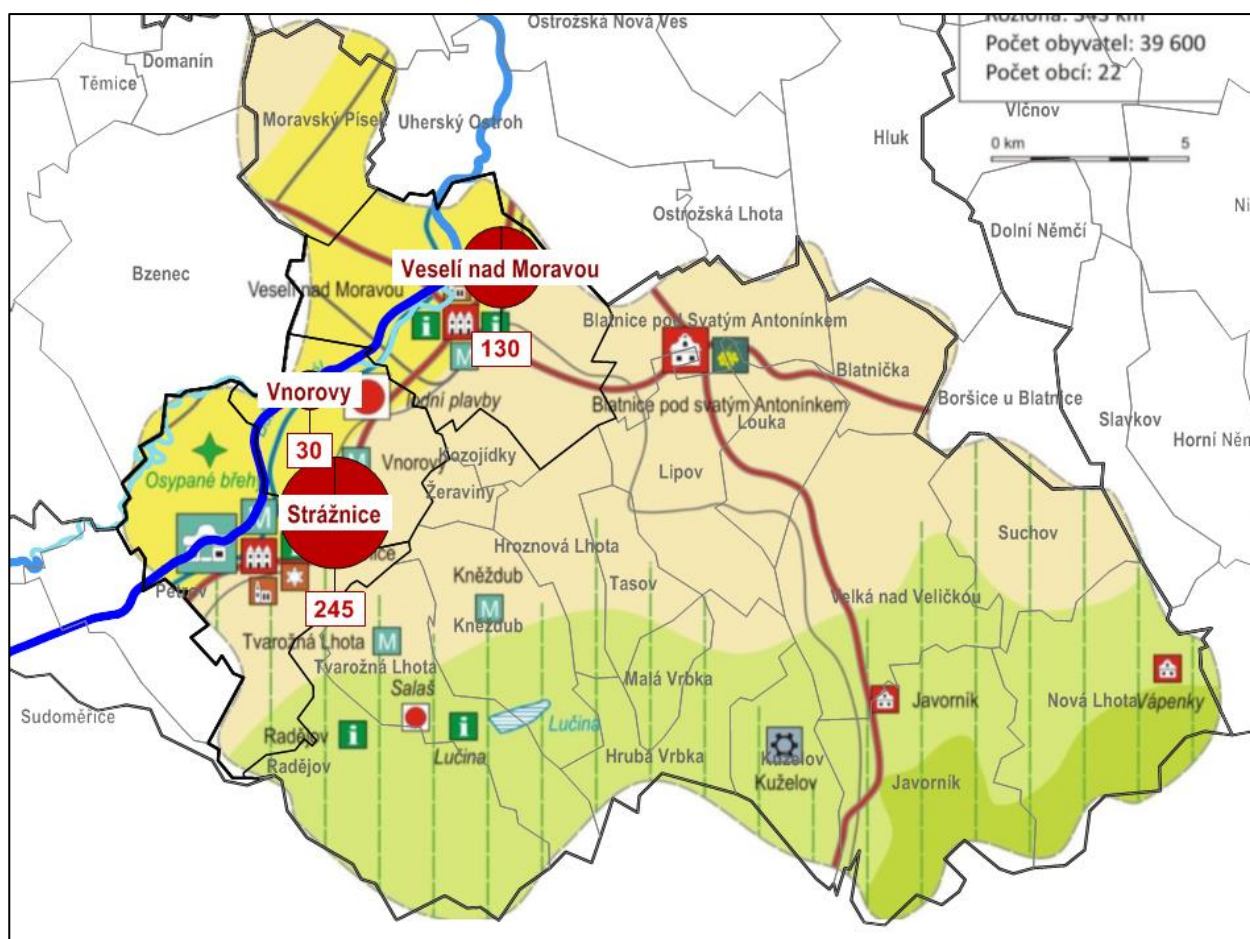 Ostrožská Nová Ves
Domanín
Těmice
Počet obyvatel: 39 600
Počet obcí: 22
Vlčnov
Moravský Písek
Uherský Ostroh
Hluk
0 km
5
Ostrožská Lhota
Dolní Němčí
Bzenec
Veselí nad Moravou
Veselí nad Moravou
Blatnice pod Svatým Antonínkem
130
Blatnička
Vnorovy
lodní plavby
Blatnice pod svatým Antonínkem
Boršice u Blatnice
Louka
Slavkov
30
Horní Něm
Kozojídky
Vnorovy
Lipov
Osypané břehy
Žeraviny
Strážnice
Suchov
Hroznová Lhota
Kněždub
Tasov
Petrov
245
Velká nad Veličkou
Kněždub
Tvarožná Lhota
Tvarožná Lhota
Malá Vrbka
Salaš
Javorník
Nová Lhota
Vápenky
Sudoměřice
Radějov
Lučina
Lučina
Radějov
Hrubá Vrbka
Kuželov
Kuželov
Javorník